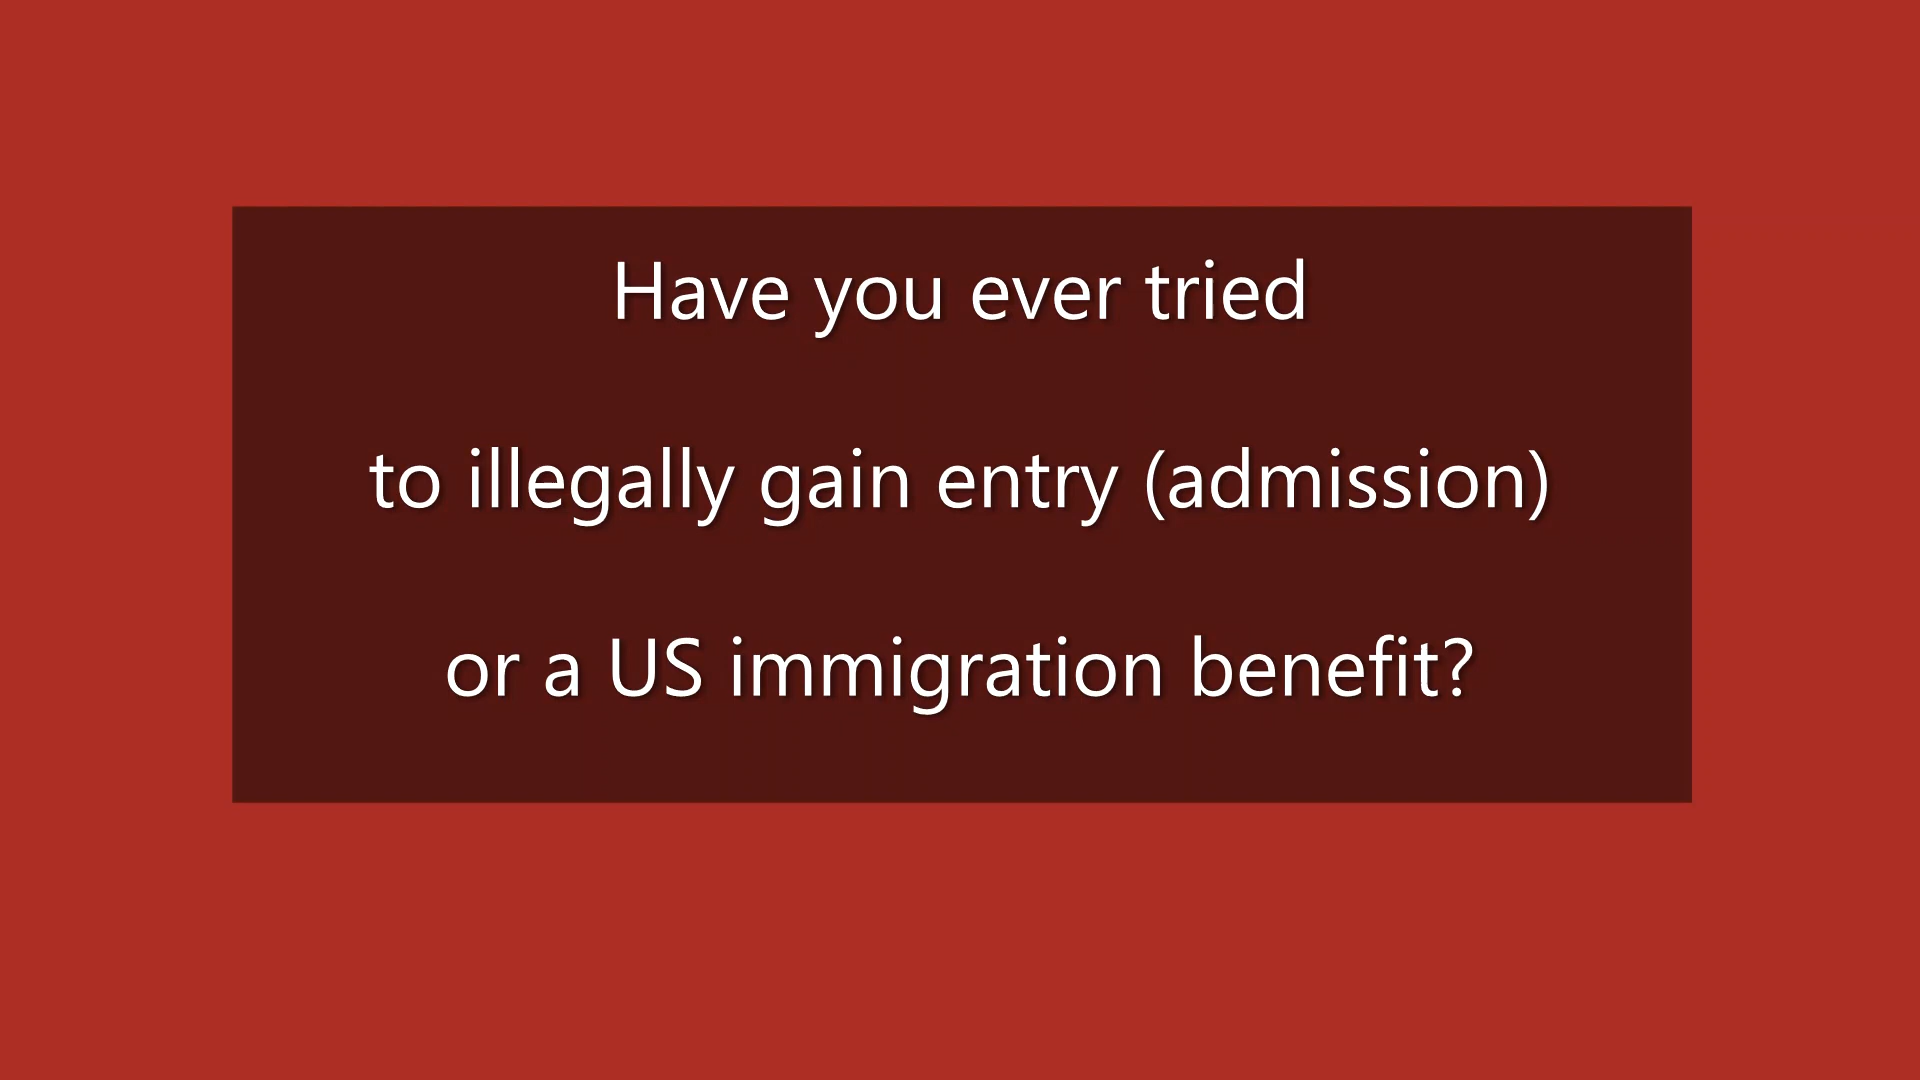 Have you ever tried
to illegally gain entry (admission)
or a US immigration benefit?